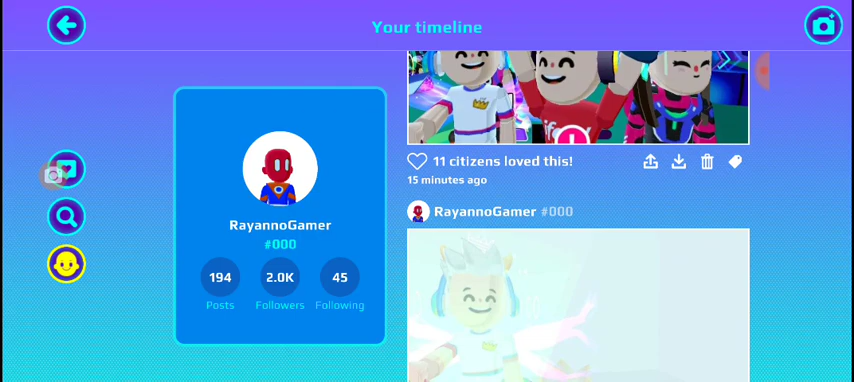 Your timeline
RayannoGamer
#000
194
Posts
2.0K
Followers
45
Following
11 citizens loved this!
15 minutes ago
RayannoGamer #000